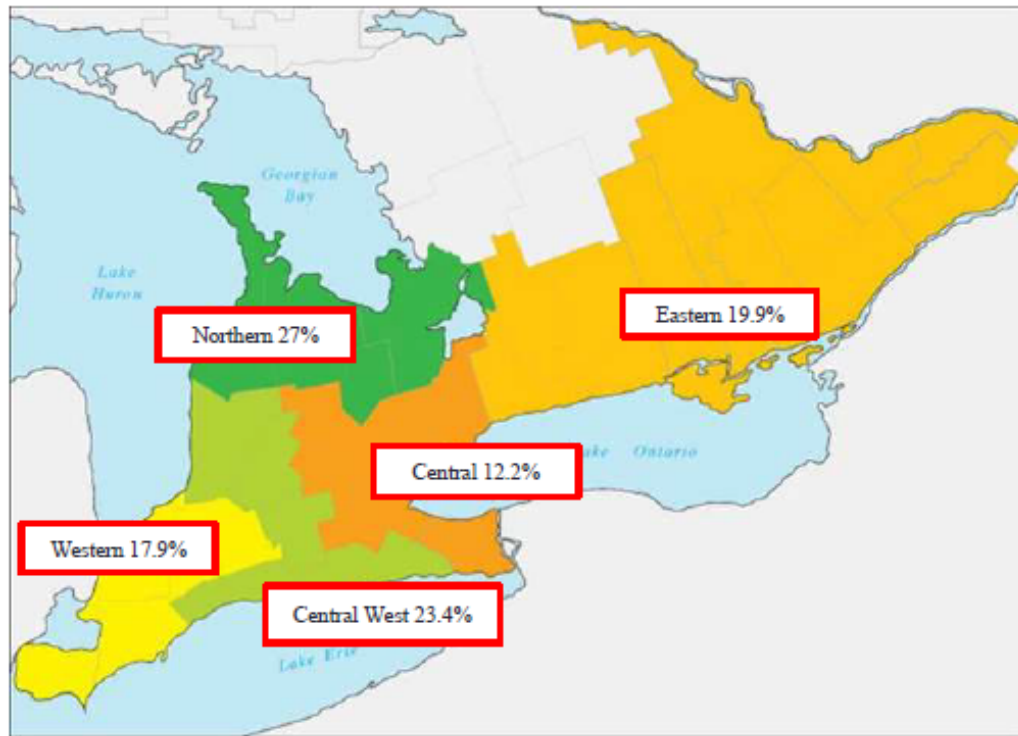 Georgian
Bay
Lake
Huron
Eastern 19.9%
Northern 27%
Central 12.2%
ake Ontario
Western 17.9%
Central West 23.4%
Lake Erie